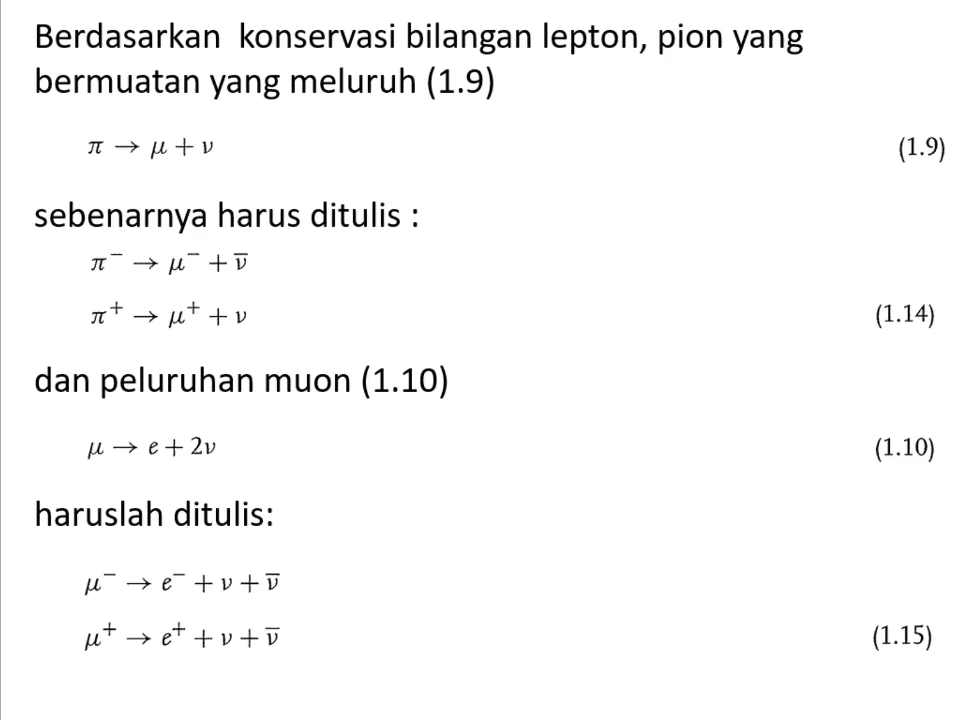 Berdasarkan konservasi bilangan lepton, pion yang
bermuatan yang meluruh (1.9)
π → μ + ν (1.9)
sebenarnya harus ditulis :
π⁻ → μ⁻ + ν̅
π⁺ → μ⁺ + ν (1.14)
dan peluruhan muon (1.10)
μ → e + 2ν (1.10)
haruslah ditulis:
μ⁻ → e⁻ + ν + ν̅
μ⁺ → e⁺ + ν + ν̅ (1.15)